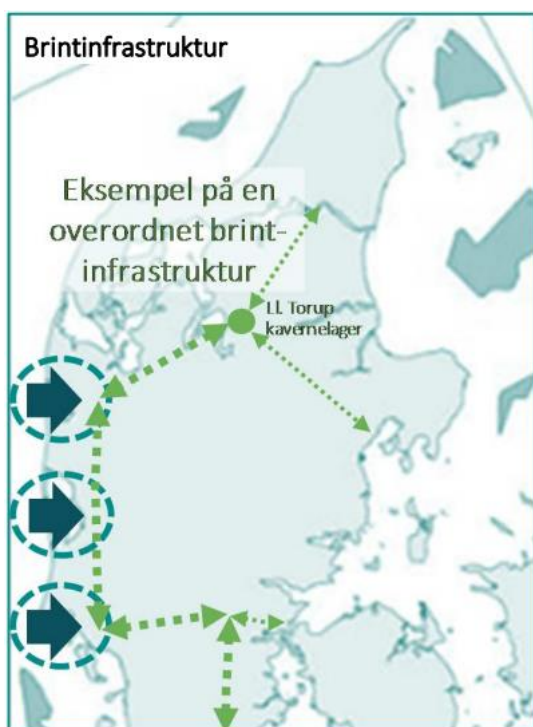 Brintinfrastruktur
Eksempel på en
overordnet brint-
infrastruktur
Ll. Torup
kavernelager